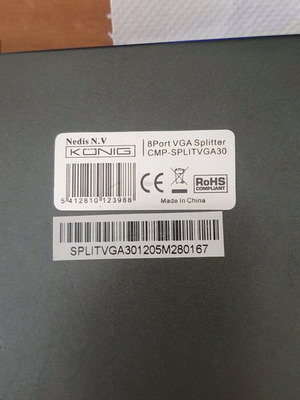 Nedis N.V
KÖNIG
5 412810 123988
8Port VGA Splitter
CMP-SPLITVGA30
CE
RoHS
COMPLIANT
Made In China
SPLITVGA301205M280167